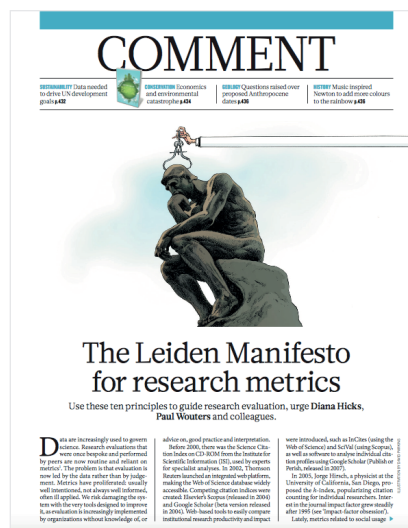 COMMENT
SUSTAINABILITY Data needed
to drive UN development
goals p.432
CONSERVATION Economics
and environmental
catastrophe p.434
GEOLOGY Questions raised over
proposed Anthropocene
dates p.436
HISTORY Music inspired
Newton to add more colours
to the rainbow p.436
The Leiden Manifesto
for research metrics
Use these ten principles to guide research evaluation, urge Diana Hicks,
Paul Wouters and colleagues.
Data are increasingly used to govern
science. Research evaluations that
were once bespoke and performed
by peers are now routine and reliant on
metrics¹. The problem is that evaluation is
now led by the data rather than by judge-
ment. Metrics have proliferated: usually
well intentioned, not always well informed,
often ill applied. We risk damaging the sys-
tem with the very tools designed to improve
it, as evaluation is increasingly implemented
by organizations without knowledge of, or
advice on, good practice and interpretation.
Before 2000, there was the Science Cita-
tion Index on CD-ROM from the Institute for
Scientific Information (ISI), used by experts
for specialist analyses. In 2002, Thomson
Reuters launched an integrated web platform,
making the Web of Science database widely
accessible. Competing citation indices were
created: Elsevier's Scopus (released in 2004)
and Google Scholar (beta version released
in 2004). Web-based tools to easily compare
institutional research productivity and impact
were introduced, such as InCites (using the
Web of Science) and SciVal (using Scopus),
as well as software to analyse individual cita-
tion profiles using Google Scholar (Publish or
Perish, released in 2007).
In 2005, Jorge Hirsch, a physicist at the
University of California, San Diego, pro-
posed the h-index, popularizing citation
counting for individual researchers. Inter-
est in the journal impact factor grew steadily
after 1995 (see 'Impact-factor obsession').
Lately, metrics related to social usage
ILLUSTRATION BY DAVID PARKINS